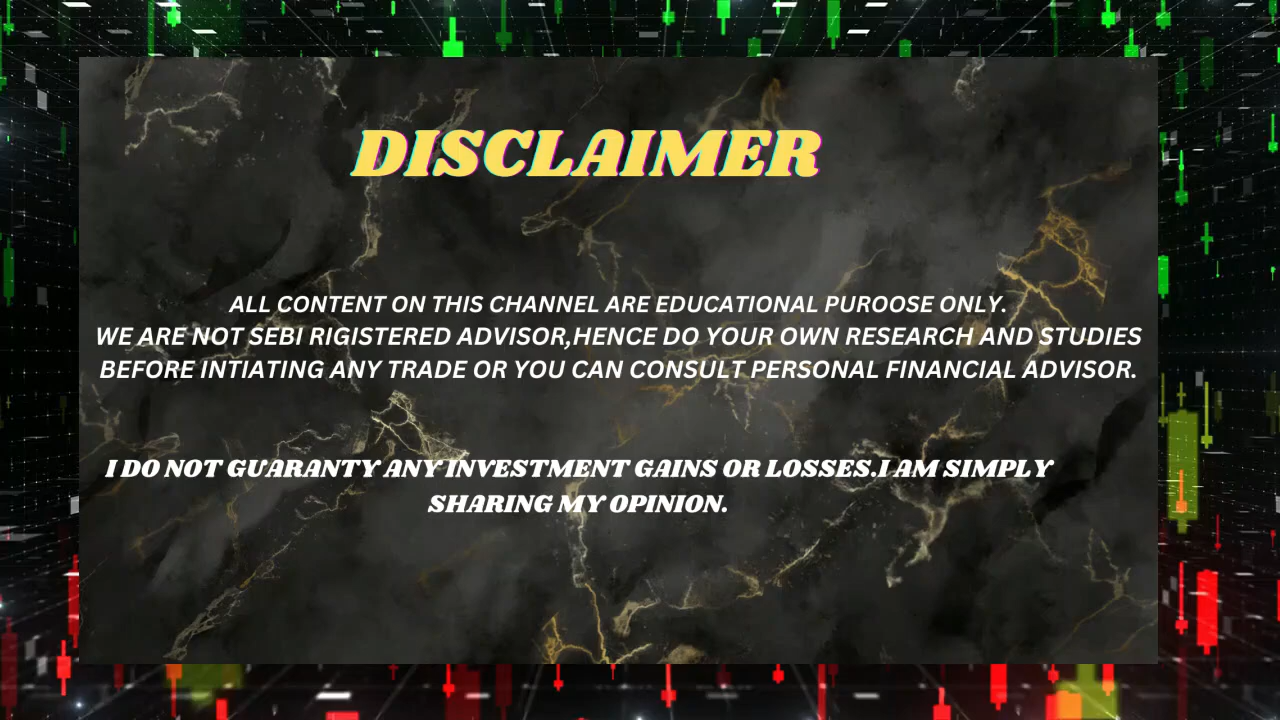 DISCLAIMER
ALL CONTENT ON THIS CHANNEL ARE EDUCATIONAL PUROOSE ONLY.
WE ARE NOT SEBI RIGISTERED ADVISOR,HENCE DO YOUR OWN RESEARCH AND STUDIES
BEFORE INTIATING ANY TRADE OR YOU CAN CONSULT PERSONAL FINANCIAL ADVISOR.
I DO NOT GUARANTY ANY INVESTMENT GAINS OR LOSSES.I AM SIMPLY
SHARING MY OPINION.